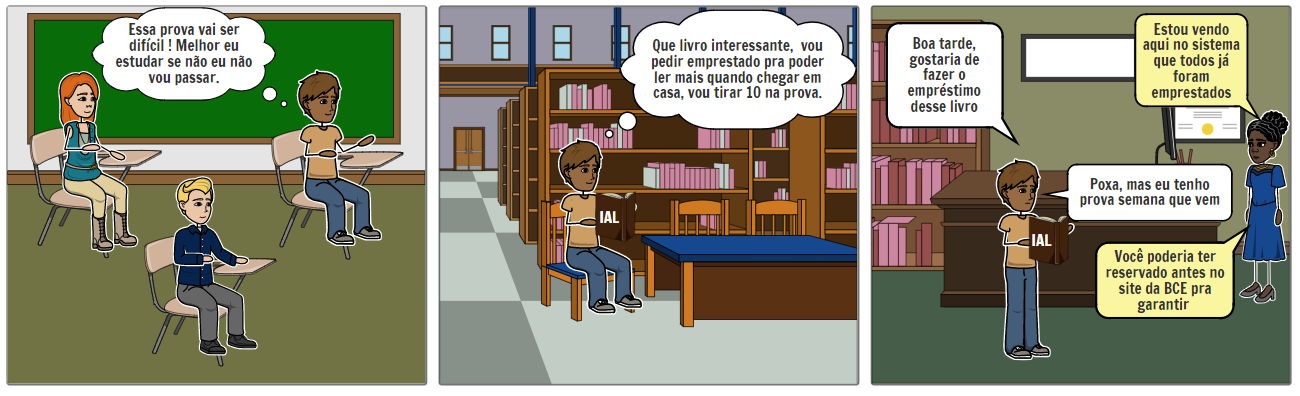 Essa prova vai ser
difícil ! Melhor eu
estudar se não eu não
vou passar.
Que livro interessante, vou
pedir emprestado pra poder
ler mais quando chegar em
casa, vou tirar 10 na prova.
IAL
Boa tarde,
gostaria de
fazer o
empréstimo
desse livro
Estou vendo
aqui no sistema
que todos já
foram
emprestados
Poxa, mas eu tenho
prova semana que vem
IAL
Você poderia ter
reservado antes no
site da BCE pra
garantir